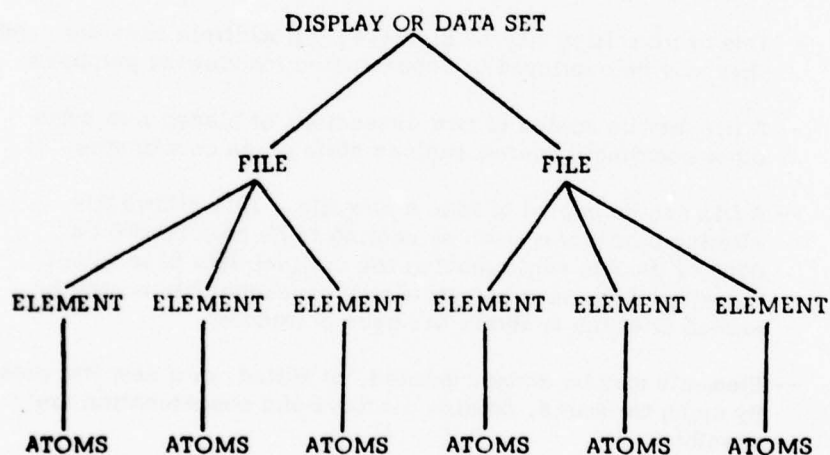 DISPLAY OR DATA SET
FILE FILE
ELEMENT ELEMENT ELEMENT ELEMENT ELEMENT ELEMENT
ATOMS ATOMS ATOMS ATOMS ATOMS ATOMS